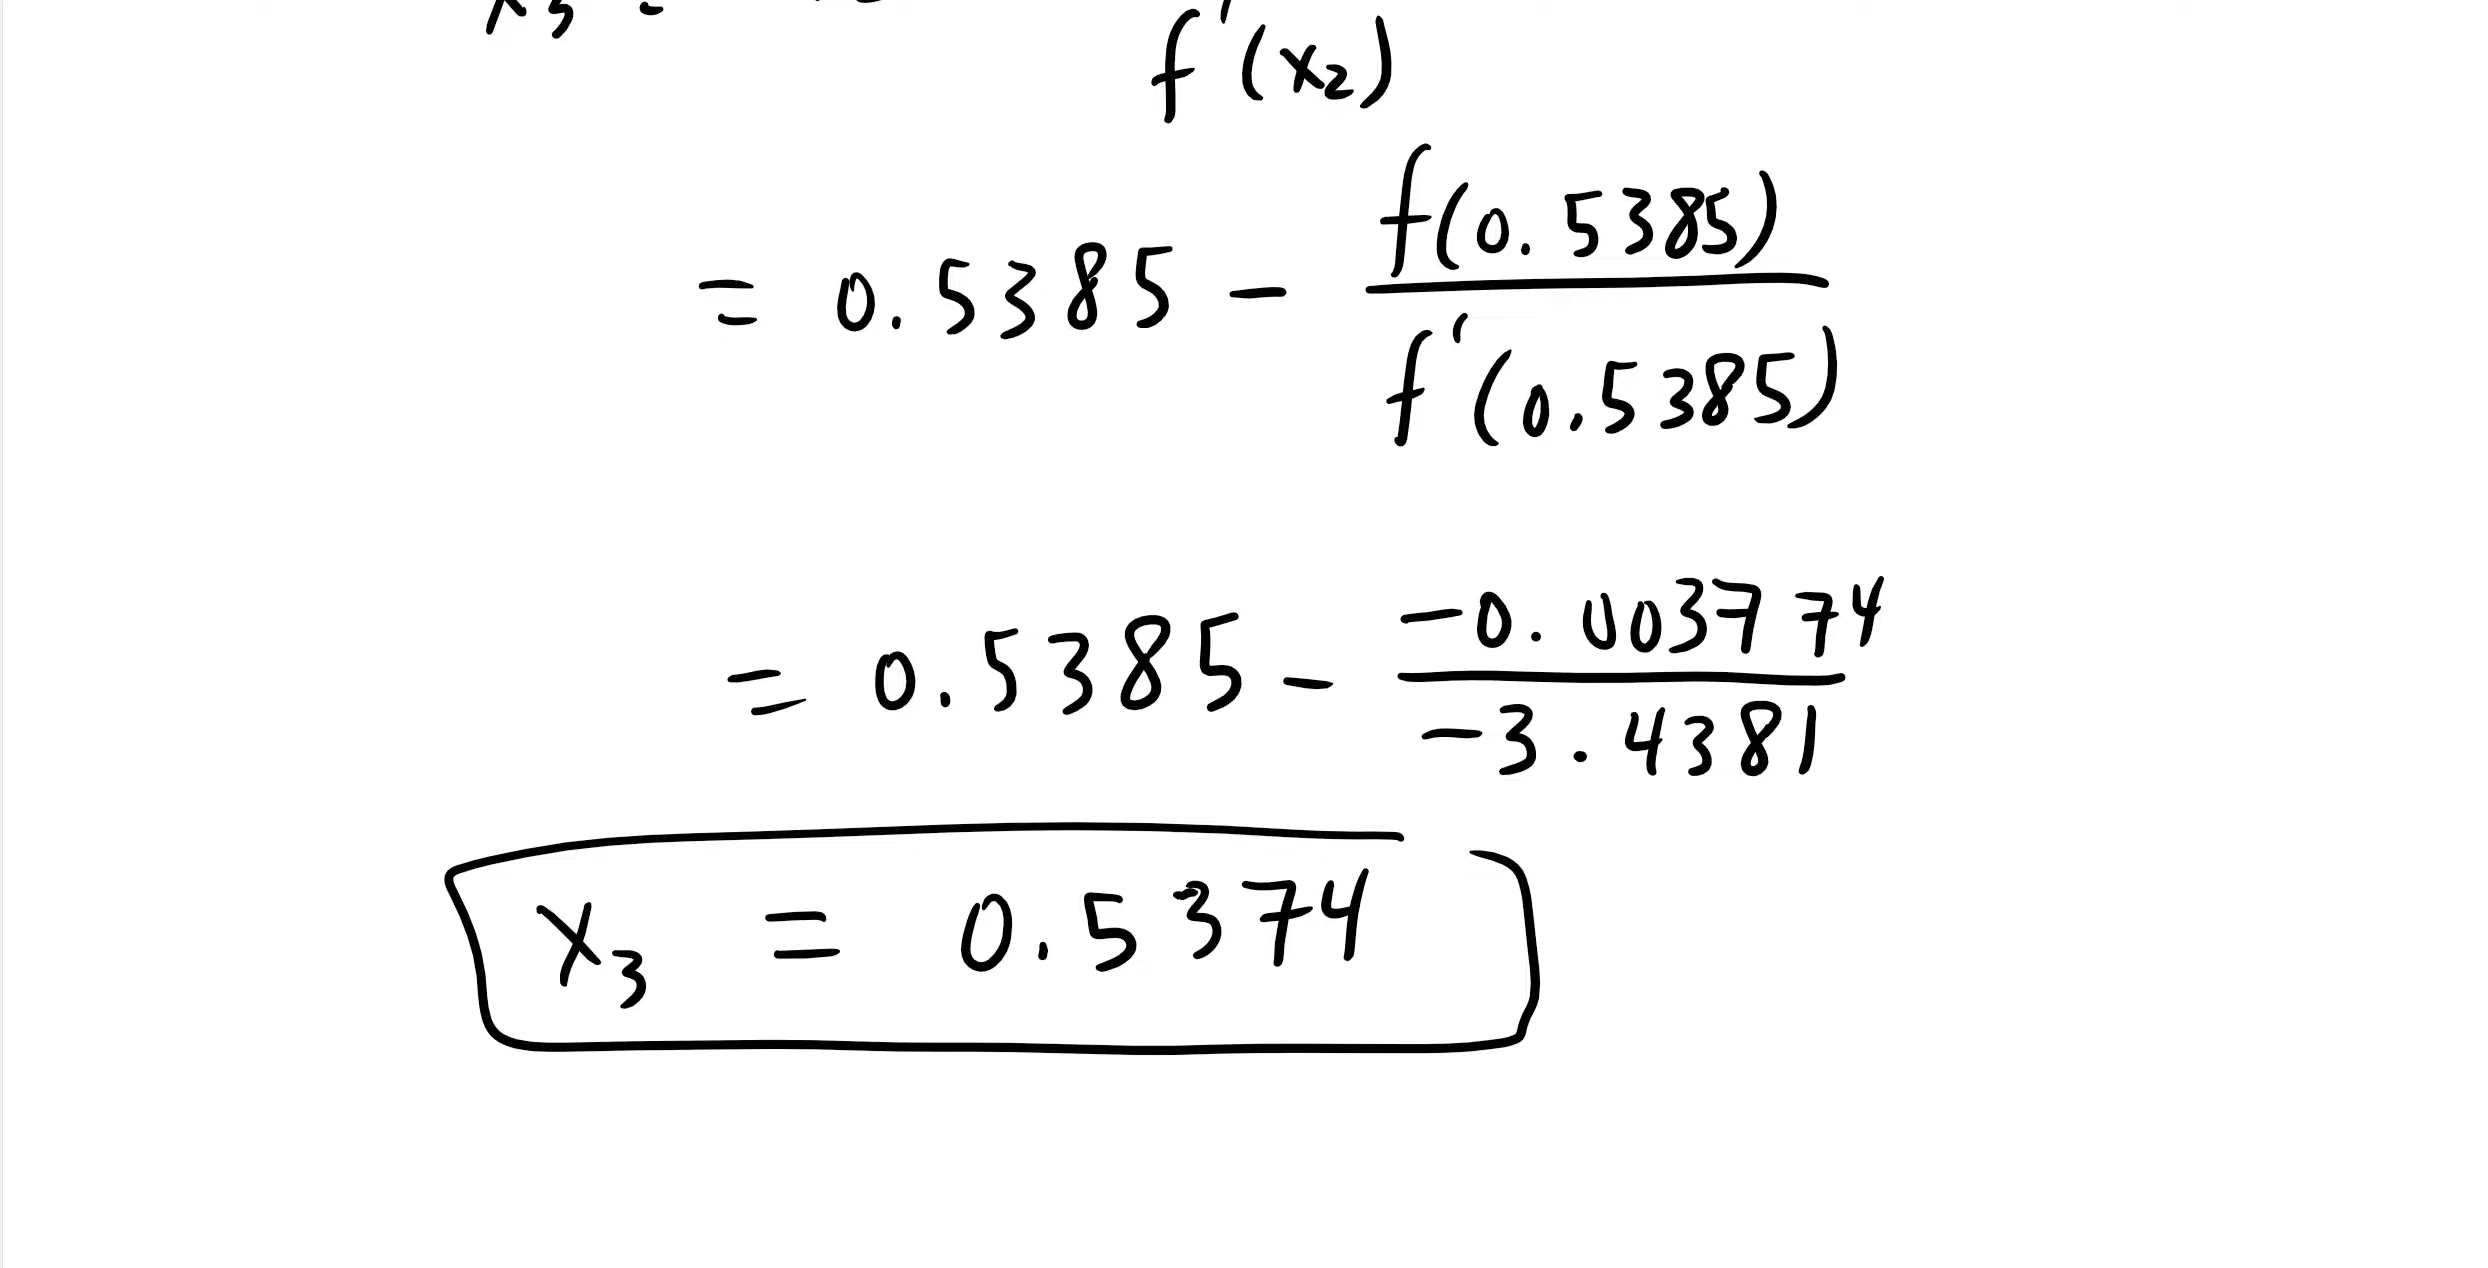 f'(x₂)
= 0.5385 - f(0.5385) / f'(0.5385)
= 0.5385 - -0.003774 / -3.4381
x₃ = 0.5374